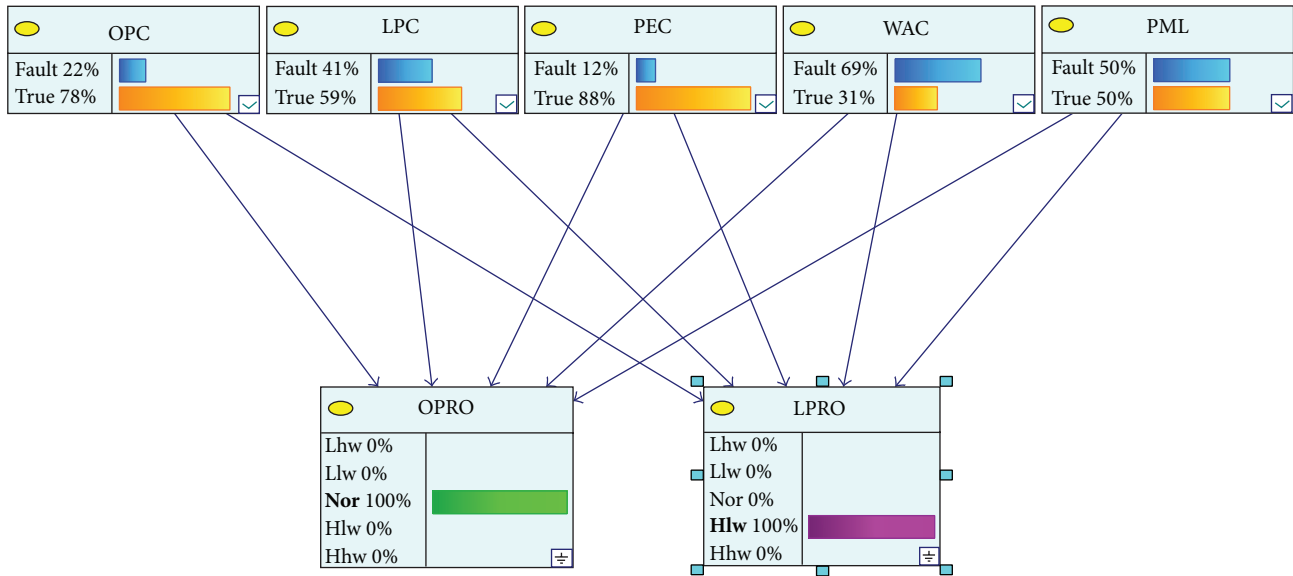 OPC
Fault 22%
True 78%
LPC
Fault 41%
True 59%
PEC
Fault 12%
True 88%
WAC
Fault 69%
True 31%
PML
Fault 50%
True 50%
OPRO
Lhw 0%
Llw 0%
Nor 100%
Hlw 0%
Hhw 0%
LPRO
Lhw 0%
Llw 0%
Nor 0%
Hlw 100%
Hhw 0%